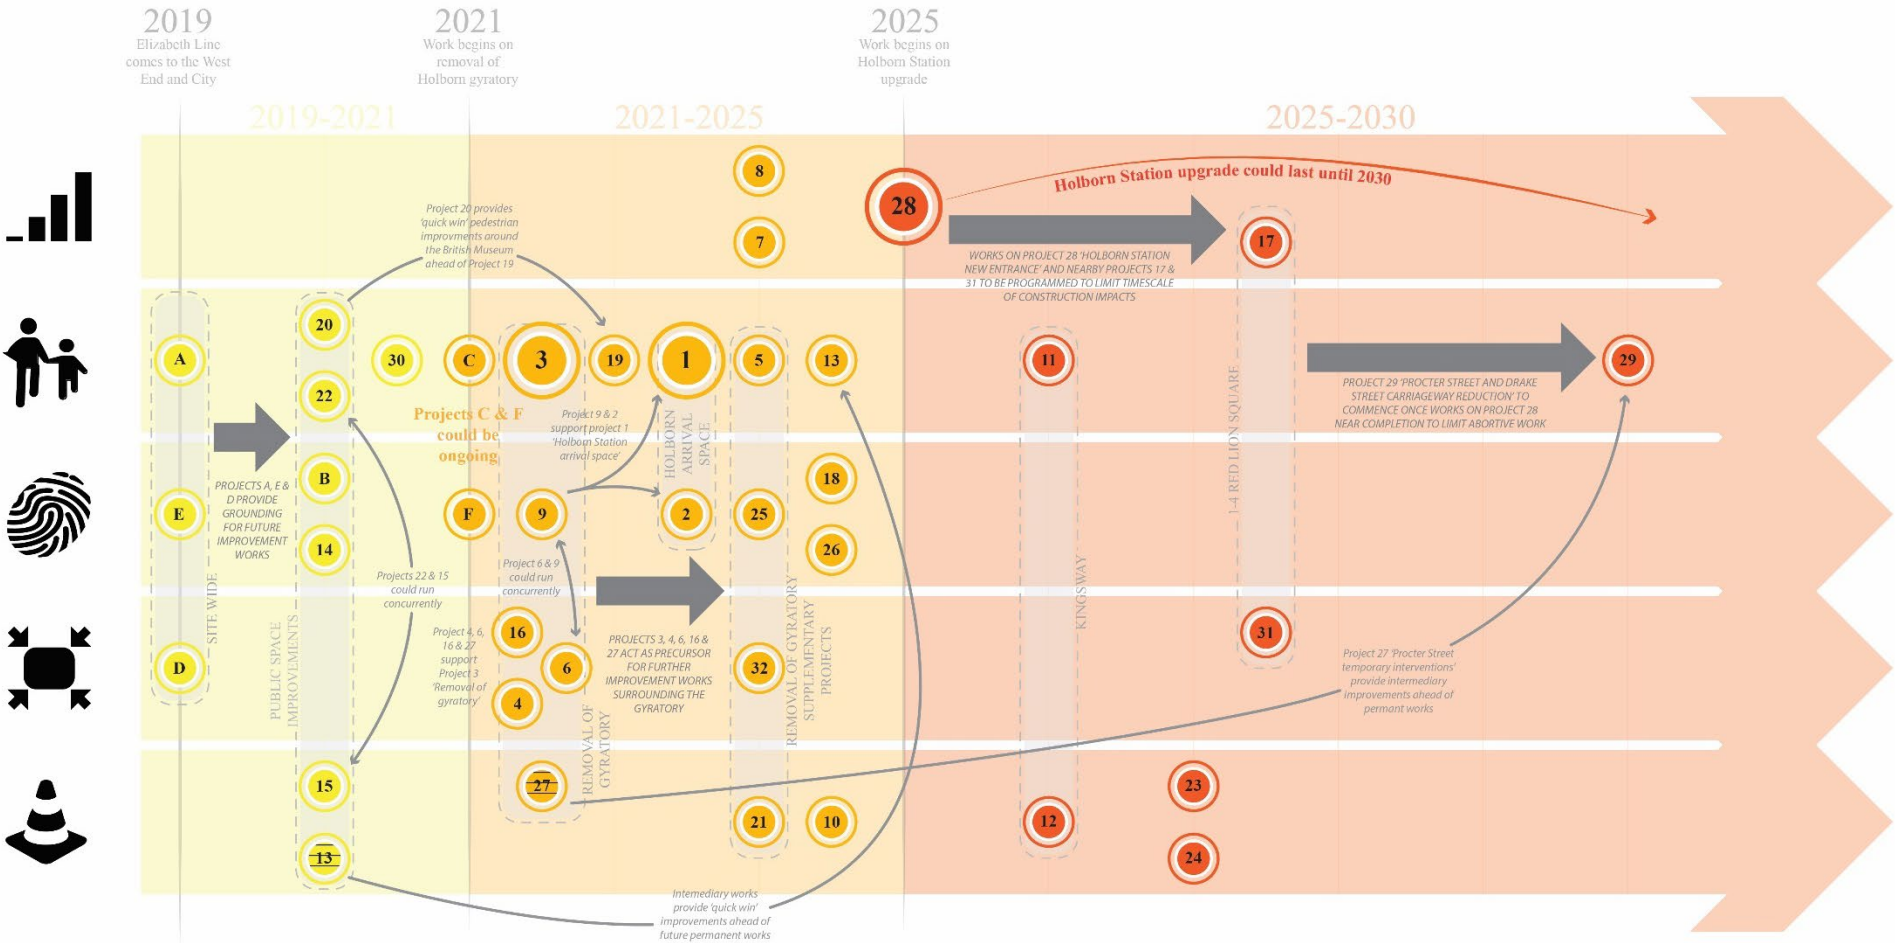 2019
Elizabeth Line
comes to the West
End and City
2021
Work begins on
removal of
Holborn gyratory
2025
Work begins on
Holborn Station
upgrade
2019-2021
2021-2025
2025-2030
8
7
28
Holborn Station upgrade could last until 2030
17
WORKS ON PROJECT 28 'HOLBORN STATION
NEW ENTRANCE' AND NEARBY PROJECTS 17 &
31 TO BE PROGRAMMED TO LIMIT TIMESCALE
OF CONSTRUCTION IMPACTS
Project 20 provides
'quick win' pedestrian
improvments around
the British Museum
ahead of Project 19
A
20
22
30
C
3
19
1
5
13
11
29
PROJECT 29 'PROCTER STREET AND DRAKE
STREET CARRIAGEWAY REDUCTION' TO
COMMENCE ONCE WORKS ON PROJECT 28
NEAR COMPLETION TO LIMIT ABORTIVE WORK
Projects C & F
could be
ongoing
Project 9 & 2
support project 1
'Holborn Station
arrival space'
HOLBORN
ARRIVAL
SPACE
1-4 RED LION SQUARE
PROJECTS A, E &
D PROVIDE
GROUNDING
FOR FUTURE
IMPROVEMENT
WORKS
E
B
14
F
9
2
25
18
26
Projects 22 & 15
could run
concurrently
Project 6 & 9
could run
concurrently
SITE WIDE
PUBLIC SPACE
IMPROVEMENTS
KINGSWAY
D
16
6
4
32
31
Project 4, 6,
16 & 27
support
Project 3
'Removal of
gyratory'
PROJECTS 3, 4, 6, 16 &
27 ACT AS PRECURSOR
FOR FURTHER
IMPROVEMENT WORKS
SURROUNDING THE
GYRATORY
REMOVAL OF
GYRATORY
REMOVAL OF GYRATORY
SUPPLEMENTARY
PROJECTS
Project 27 'Procter Street
temporary interventions'
provide intermediary
improvements ahead of
permant works
15
13
27
21
10
12
23
24
Intemediary works
provide 'quick win'
improvements ahead of
future permanent works